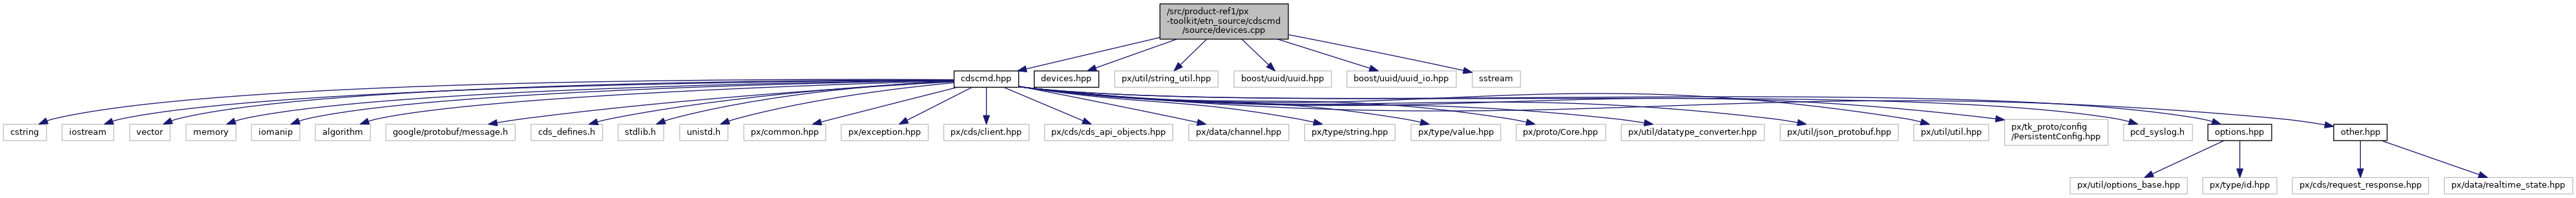 /src/product-ref1/px
-toolkit/etn_source/cdscmd
/source/devices.cpp
cdscmd.hpp
devices.hpp
px/util/string_util.hpp
boost/uuid/uuid.hpp
boost/uuid/uuid_io.hpp
sstream
cstring
iostream
vector
memory
iomanip
algorithm
google/protobuf/message.h
cds_defines.h
stdlib.h
unistd.h
px/common.hpp
px/exception.hpp
px/cds/client.hpp
px/cds/cds_api_objects.hpp
px/data/channel.hpp
px/type/string.hpp
px/type/value.hpp
px/proto/Core.hpp
px/util/datatype_converter.hpp
px/util/json_protobuf.hpp
px/util/util.hpp
px/tk_proto/config
/PersistentConfig.hpp
pcd_syslog.h
options.hpp
other.hpp
px/util/options_base.hpp
px/type/id.hpp
px/cds/request_response.hpp
px/data/realtime_state.hpp